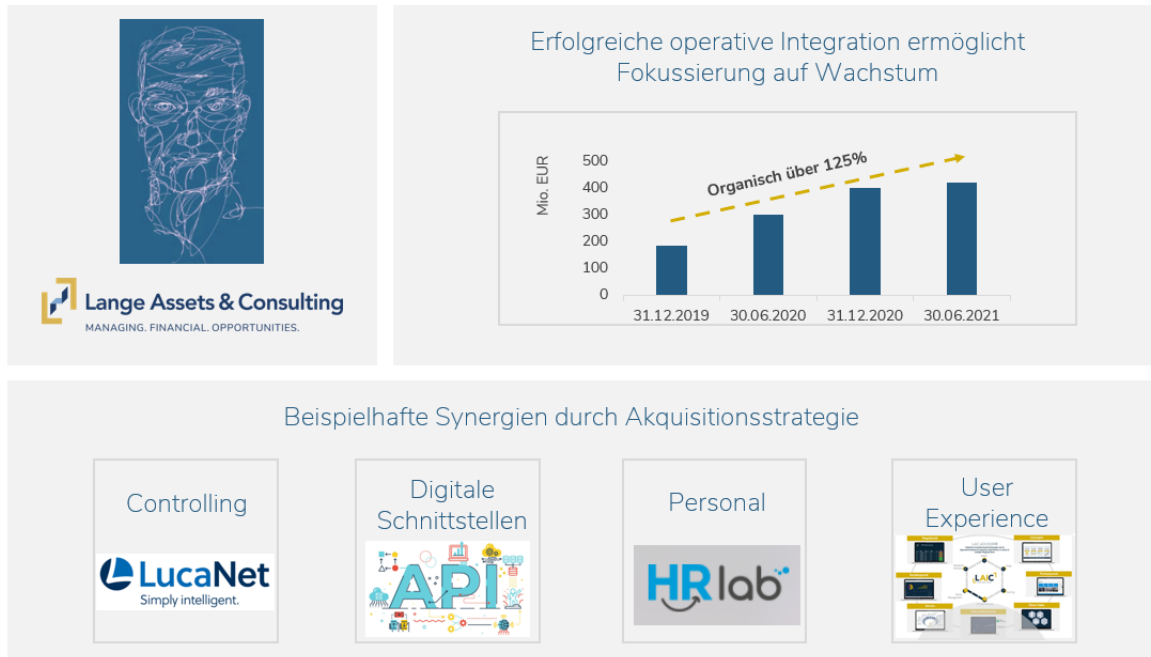 Lange Assets & Consulting
MANAGING. FINANCIAL. OPPORTUNITIES.
Erfolgreiche operative Integration ermöglicht
Fokussierung auf Wachstum
Mio. EUR
500
400
300
200
100
0
Organisch über 125%
31.12.2019
30.06.2020
31.12.2020
30.06.2021
Beispielhafte Synergien durch Akquisitionsstrategie
Controlling
LucaNet
Simply intelligent.
Digitale
Schnittstellen
API
Personal
HR lab
User
Experience
LAIC